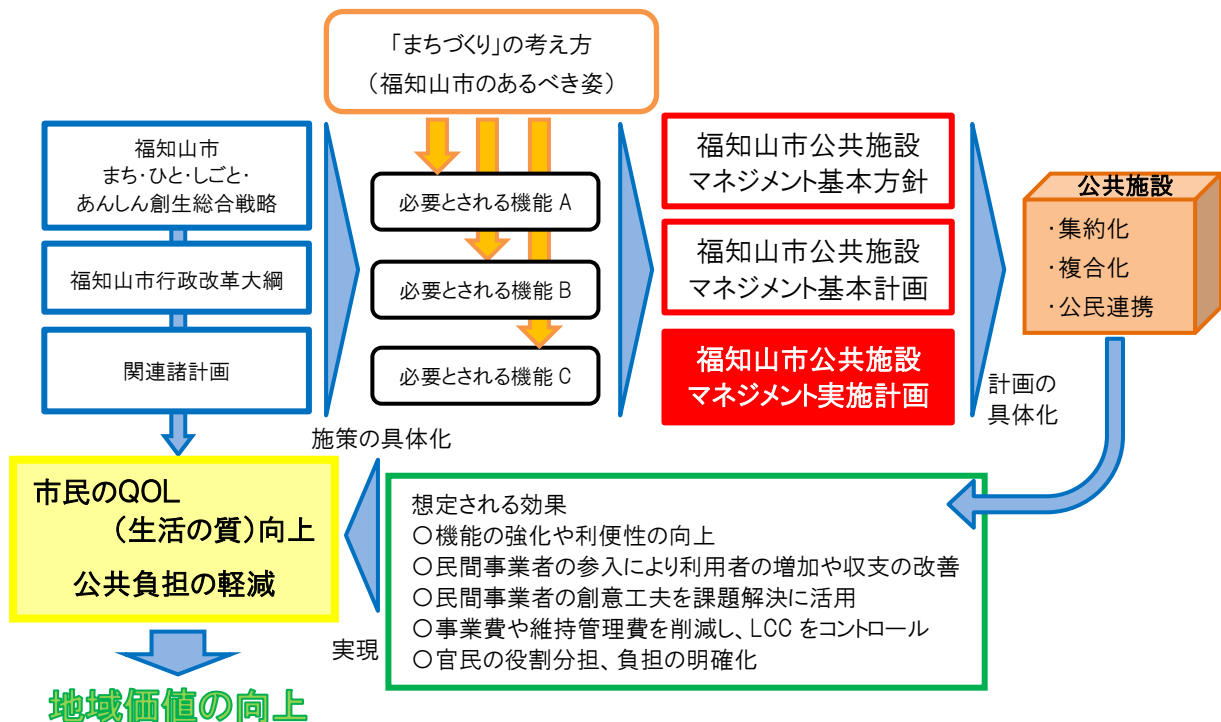 「まちづくり」の考え方
（福知山市のあるべき姿）
福知山市
まち・ひと・しごと・
あんしん創生総合戦略
福知山市行政改革大綱
関連諸計画
必要とされる機能 A
必要とされる機能 B
必要とされる機能 C
施策の具体化
福知山市公共施設
マネジメント基本方針
福知山市公共施設
マネジメント基本計画
福知山市公共施設
マネジメント実施計画
計画の
具体化
公共施設
・集約化
・複合化
・公民連携
想定される効果
○機能の強化や利便性の向上
○民間事業者の参入により利用者の増加や収支の改善
○民間事業者の創意工夫を課題解決に活用
○事業費や維持管理費を削減し、LCC をコントロール
○官民の役割分担、負担の明確化
実現
市民のQOL
（生活の質）向上
公共負担の軽減
地域価値の向上